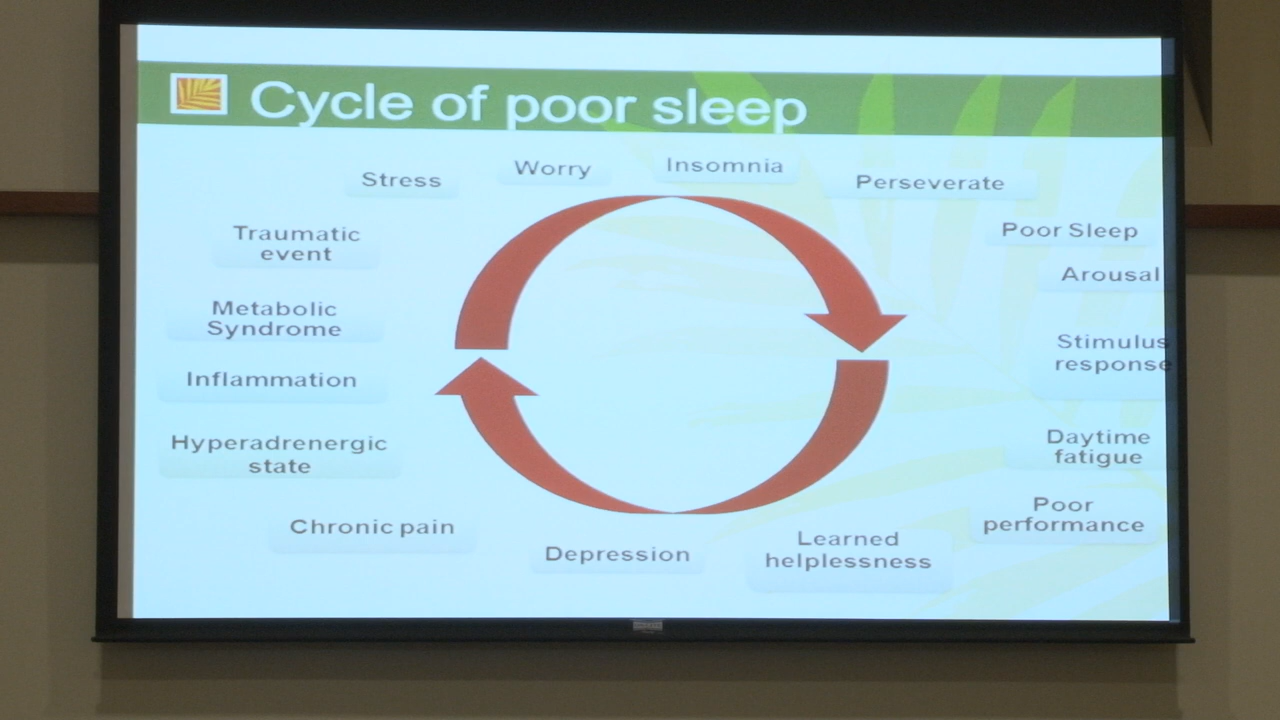 Cycle of poor sleep
Stress
Worry
Insomnia
Perseverate
Poor Sleep
Arousal
Stimulus
response
Daytime
fatigue
Poor
performance
Learned
helplessness
Depression
Chronic pain
Hyperadrenergic
state
Inflammation
Metabolic
Syndrome
Traumatic
event